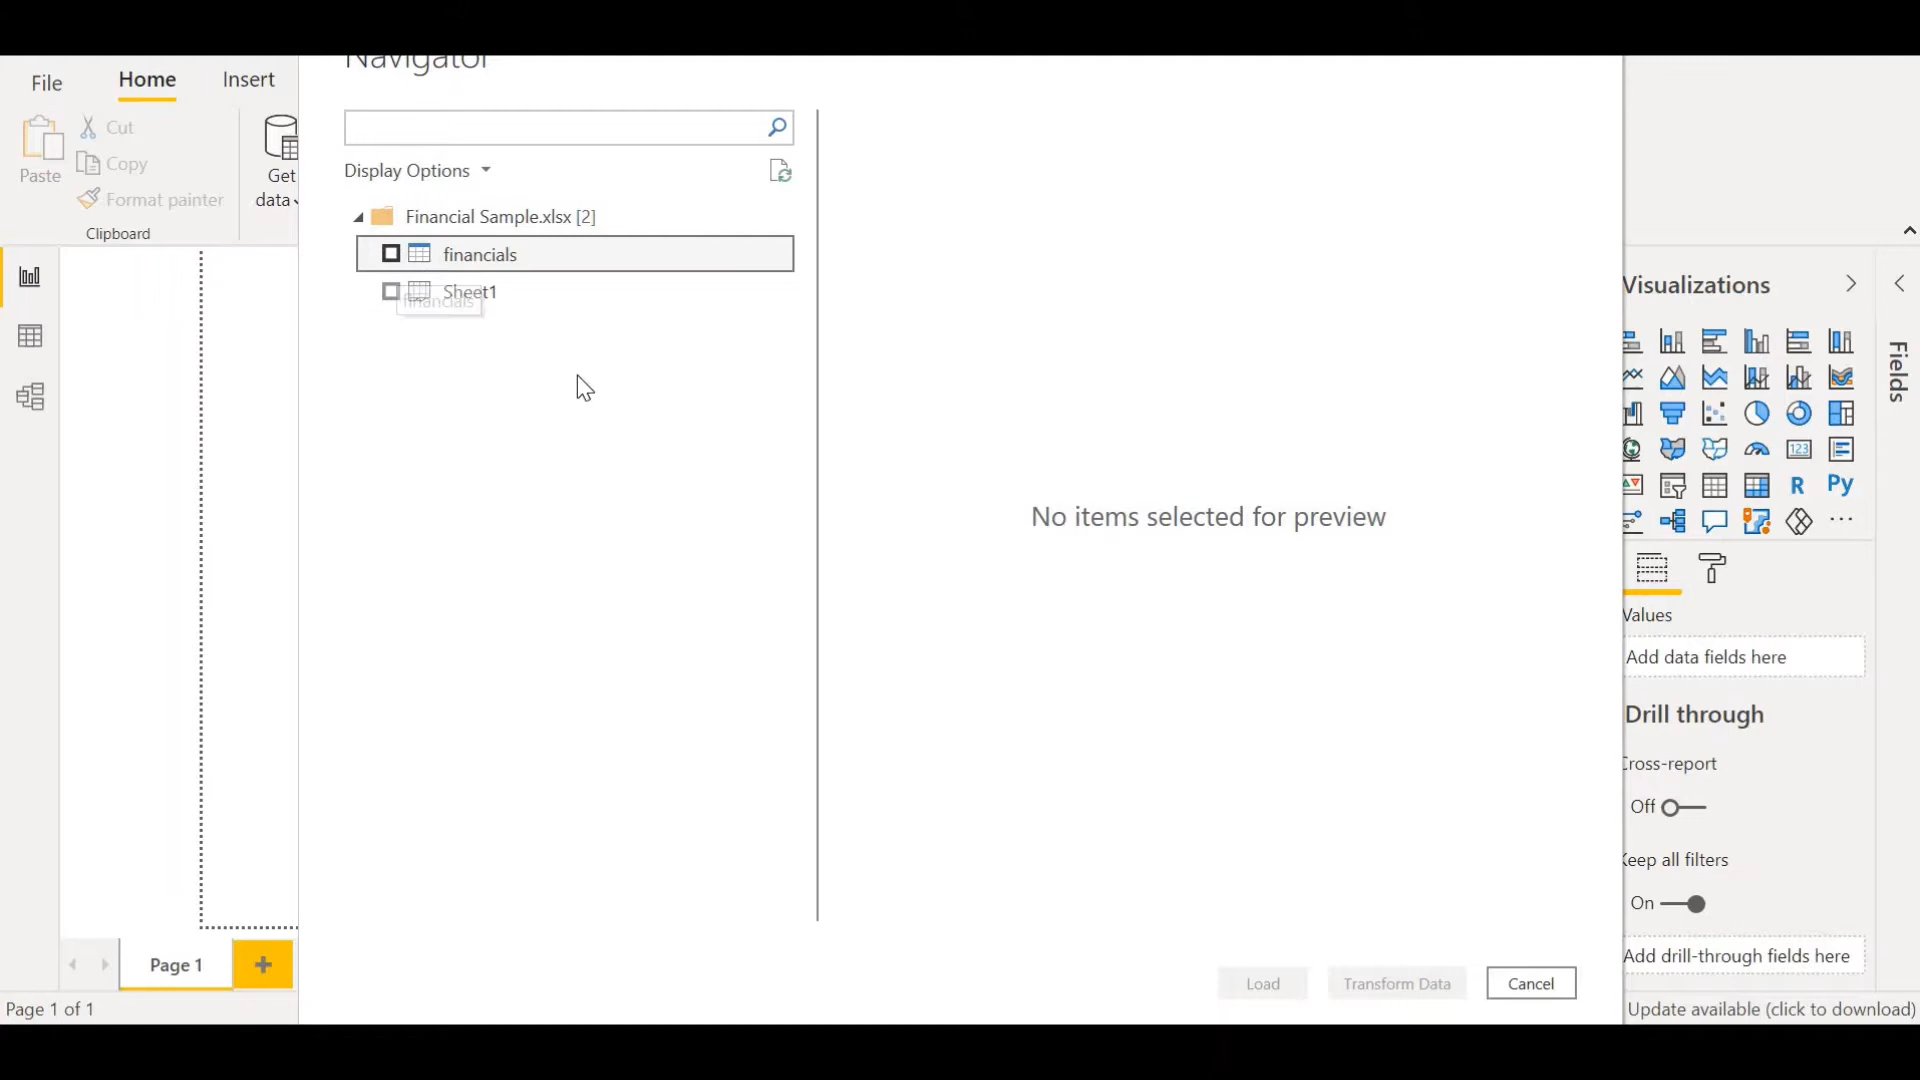 Navigator
File
Home
Insert
Cut
Copy
Paste
Format painter
Clipboard
Get
data
Display Options
Financial Sample.xlsx [2]
financials
Sheet1
financials
No items selected for preview
Load
Transform Data
Cancel
Visualizations
Fields
123
R
Py
Values
Add data fields here
Drill through
Cross-report
Off
Keep all filters
On
Add drill-through fields here
Page 1
Page 1 of 1
Update available (click to download)